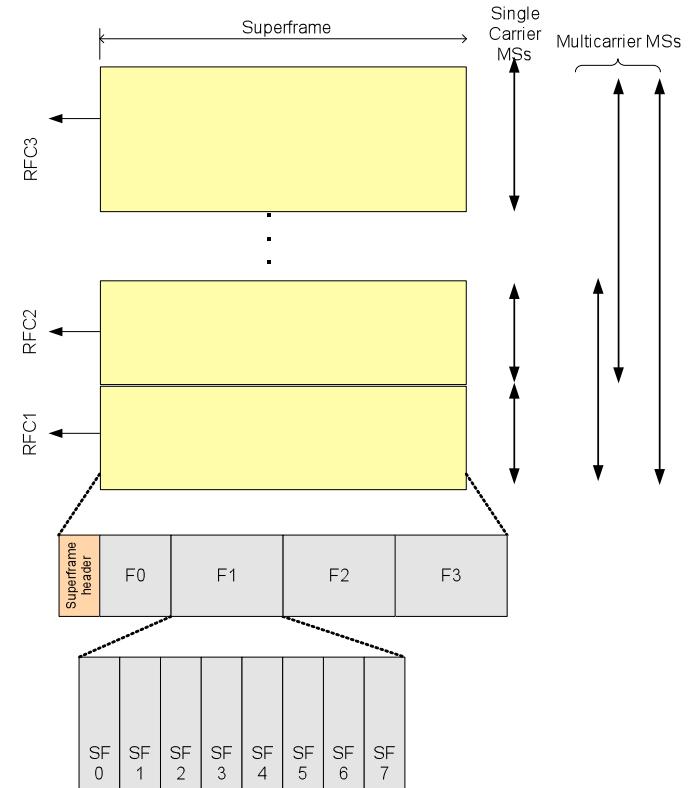 Superframe
Single
Carrier
MSs
Multicarrier MSs
RFC3
RFC2
RFC1
Superframe
header
F0
F1
F2
F3
SF
0
SF
1
SF
2
SF
3
SF
4
SF
5
SF
6
SF
7